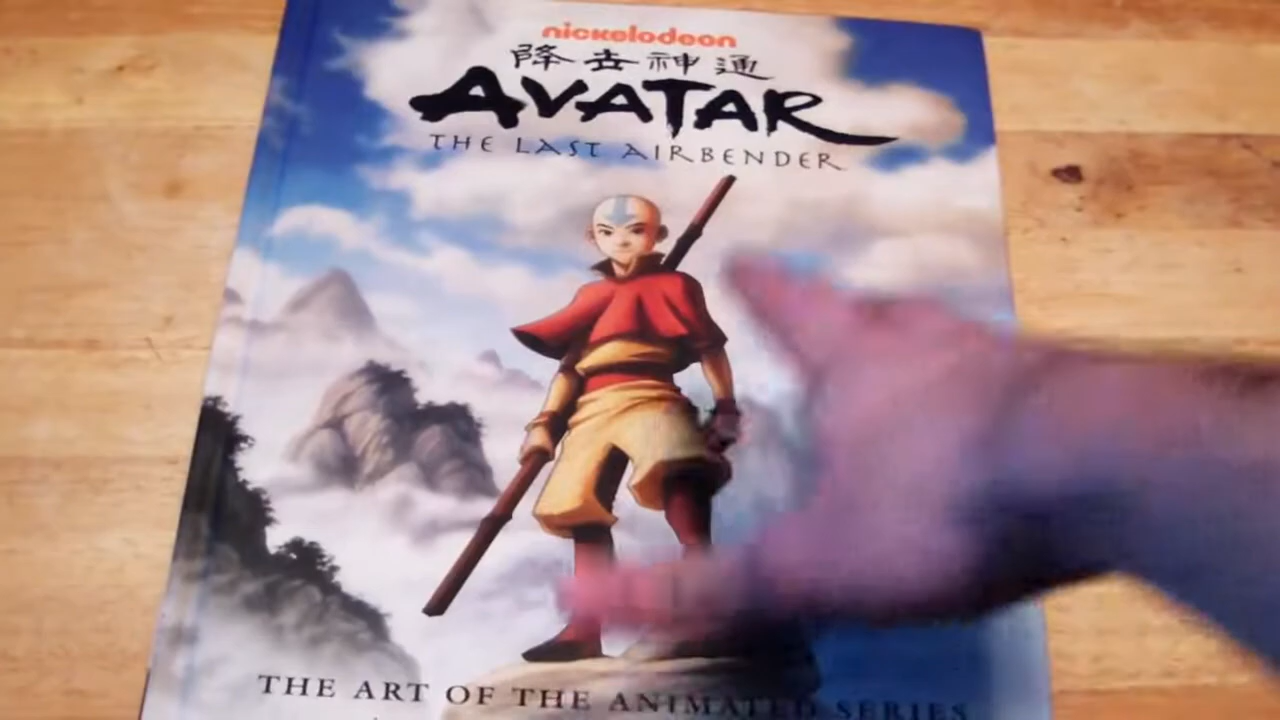 nickelodeon
降世神通
AVATAR
THE LAST AIRBENDER
THE ART OF THE ANIMATED SERIES